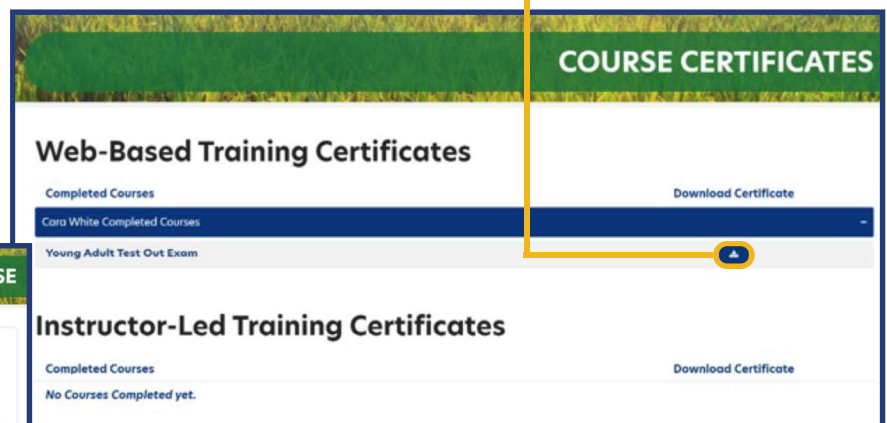 COURSE CERTIFICATES
Web-Based Training Certificates
Completed Courses Download Certificate
Cara White Completed Courses –
Young Adult Test Out Exam
SE
Instructor-Led Training Certificates
Completed Courses Download Certificate
No Courses Completed yet.